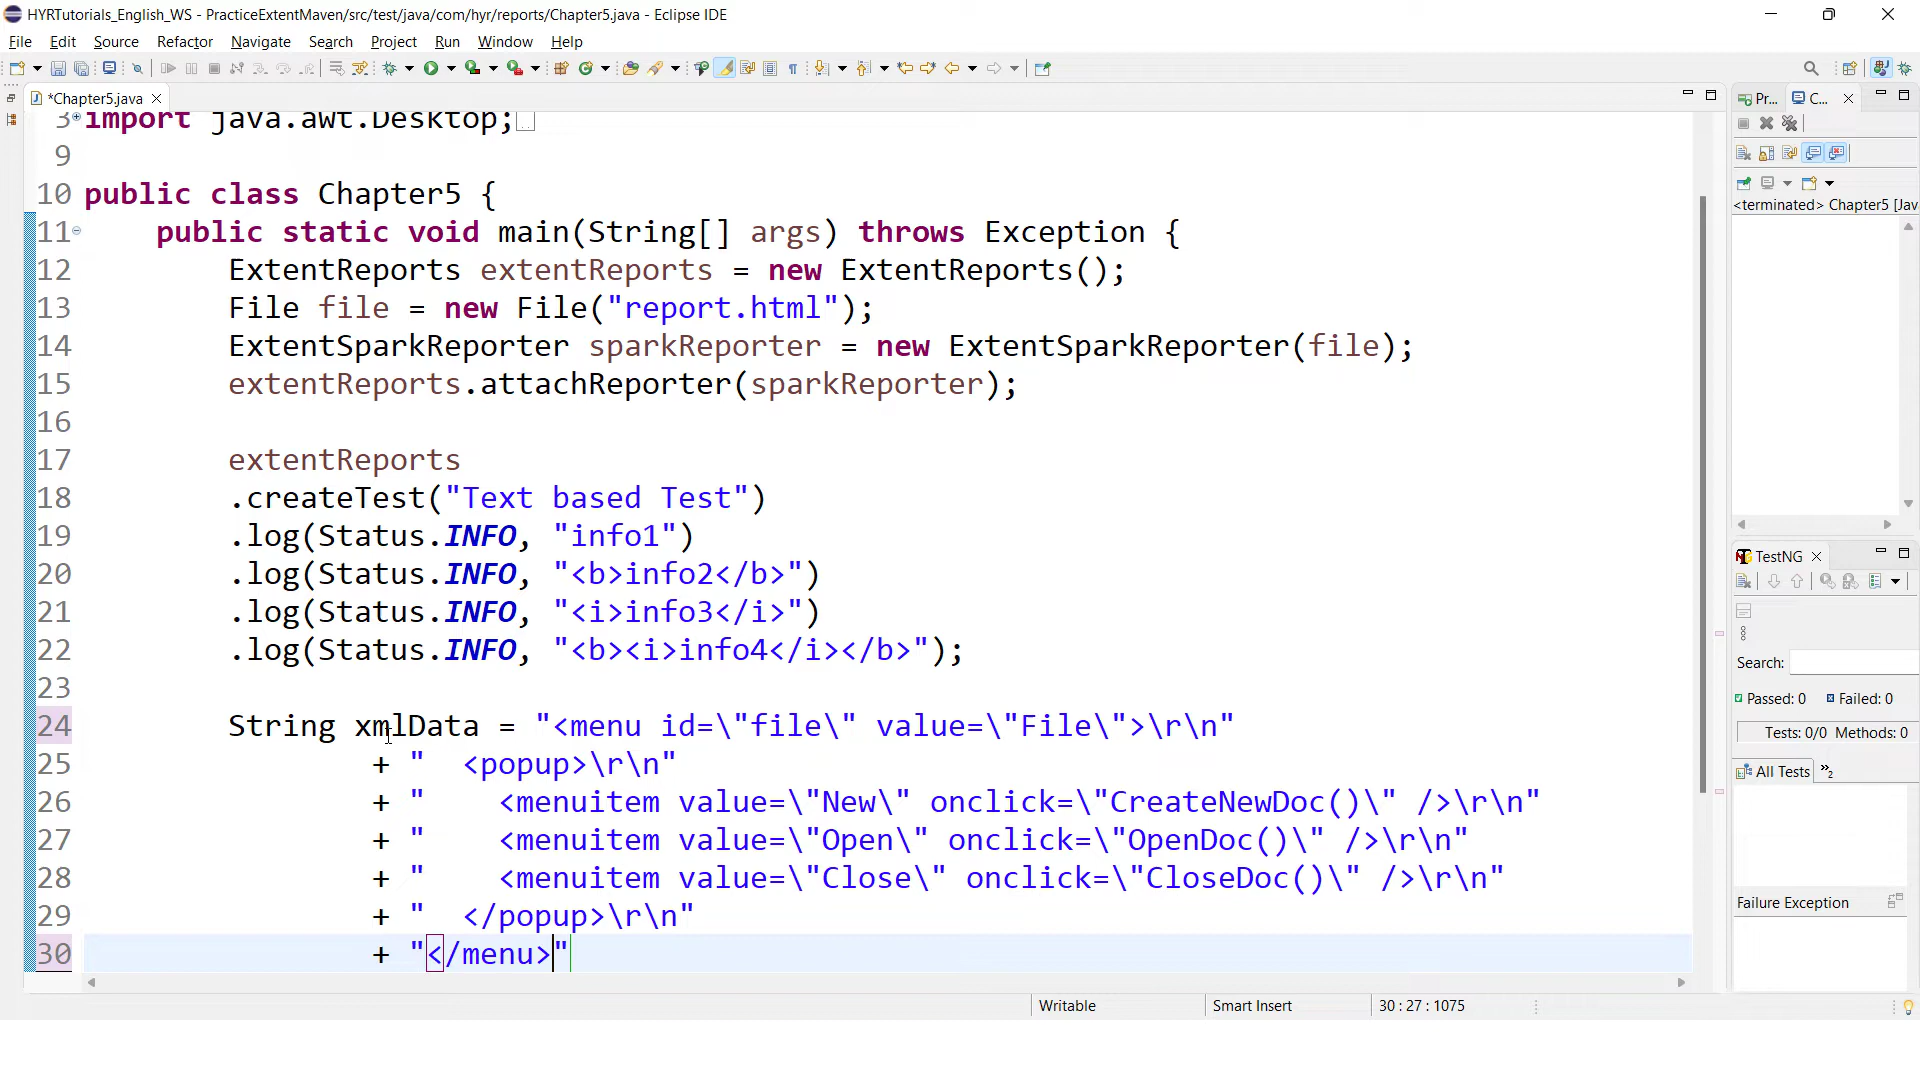 HYRTutorials_English_WS - PracticeExtentMaven/src/test/java/com/hyr/reports/Chapter5.java - Eclipse IDE
File Edit Source Refactor Navigate Search Project Run Window Help
*Chapter5.java
Pr... C...
3 import java.awt.Desktop;
9
10 public class Chapter5 {
11 public static void main(String[] args) throws Exception {
12 ExtentReports extentReports = new ExtentReports();
13 File file = new File("report.html");
14 ExtentSparkReporter sparkReporter = new ExtentSparkReporter(file);
15 extentReports.attachReporter(sparkReporter);
16
17 extentReports
18 .createTest("Text based Test")
19 .log(Status.INFO, "info1")
20 .log(Status.INFO, "<b>info2</b>")
21 .log(Status.INFO, "<i>info3</i>")
22 .log(Status.INFO, "<b><i>info4</i></b>");
23
24 String xmlData = "<menu id=\"file\" value=\"File\">\r\n"
25 + "  <popup>\r\n"
26 + "    <menuitem value=\"New\" onclick=\"CreateNewDoc()\" />\r\n"
27 + "    <menuitem value=\"Open\" onclick=\"OpenDoc()\" />\r\n"
28 + "    <menuitem value=\"Close\" onclick=\"CloseDoc()\" />\r\n"
29 + "  </popup>\r\n"
30 + "</menu>"
<terminated> Chapter5 [Jav
TestNG
Search:
Passed: 0 Failed: 0
Tests: 0/0 Methods: 0
All Tests »2
Failure Exception
Writable Smart Insert 30 : 27 : 1075